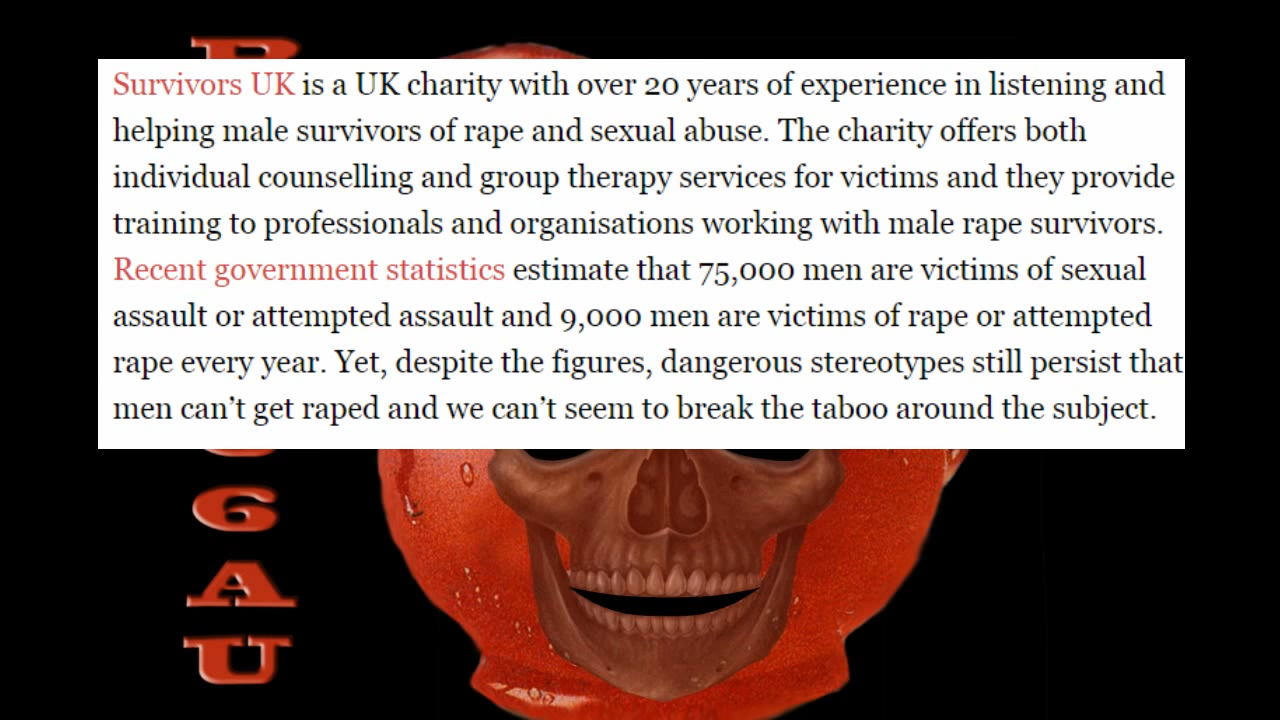 R
Survivors UK is a UK charity with over 20 years of experience in listening and
helping male survivors of rape and sexual abuse. The charity offers both
individual counselling and group therapy services for victims and they provide
training to professionals and organisations working with male rape survivors.
Recent government statistics estimate that 75,000 men are victims of sexual
assault or attempted assault and 9,000 men are victims of rape or attempted
rape every year. Yet, despite the figures, dangerous stereotypes still persist that
men can’t get raped and we can’t seem to break the taboo around the subject.
6
A
U